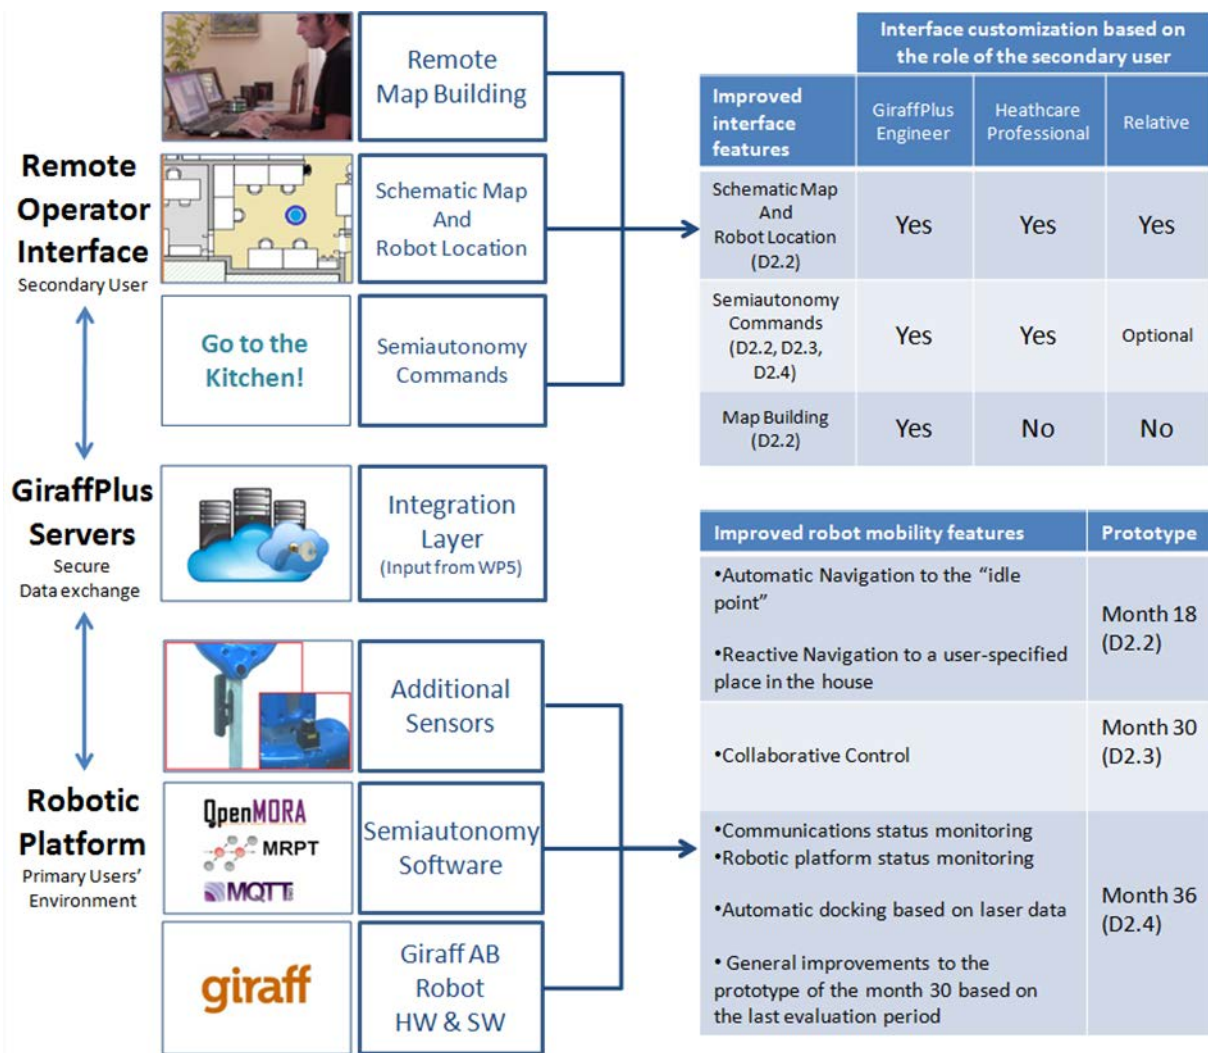 Remote
Operator
Interface
Secondary User
Remote
Map Building
Schematic Map
And
Robot Location
Go to the
Kitchen!
Semiautonomy
Commands
GiraffPlus
Servers
Secure
Data exchange
Integration
Layer
(Input from WP5)
Robotic
Platform
Primary Users’
Environment
Additional
Sensors
OpenMORA
MRPT
MQTT
Semiautonomy
Software
giraff
Giraff AB
Robot
HW & SW
Interface customization based on
the role of the secondary user
Improved
interface
features
GiraffPlus
Engineer
Heathcare
Professional
Relative
Schematic Map
And
Robot Location
(D2.2)
Yes
Yes
Yes
Semiautonomy
Commands
(D2.2, D2.3,
D2.4)
Yes
Yes
Optional
Map Building
(D2.2)
Yes
No
No
Improved robot mobility features
Prototype
•Automatic Navigation to the “idle
point”
•Reactive Navigation to a user-specified
place in the house
Month 18
(D2.2)
•Collaborative Control
Month 30
(D2.3)
•Communications status monitoring
•Robotic platform status monitoring
•Automatic docking based on laser data
• General improvements to the
prototype of the month 30 based on
the last evaluation period
Month 36
(D2.4)